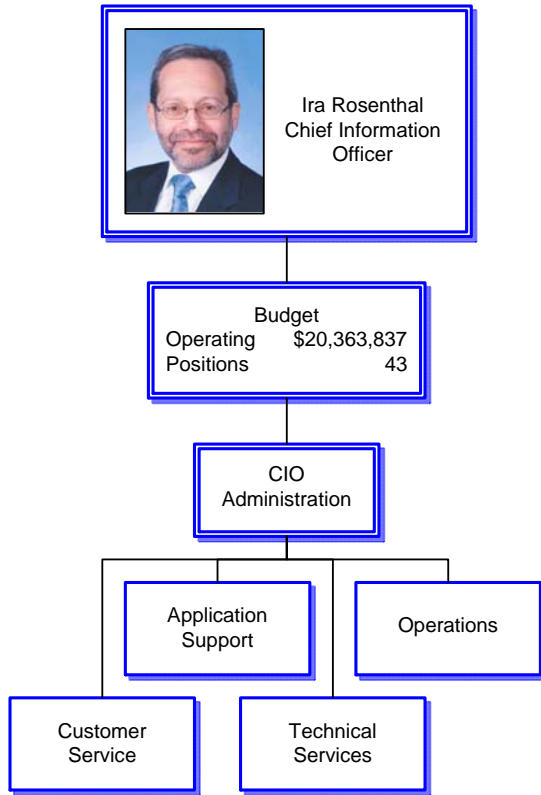 Ira Rosenthal
Chief Information
Officer
Budget
Operating $20,363,837
Positions 43
CIO
Administration
Application
Support
Operations
Customer
Service
Technical
Services